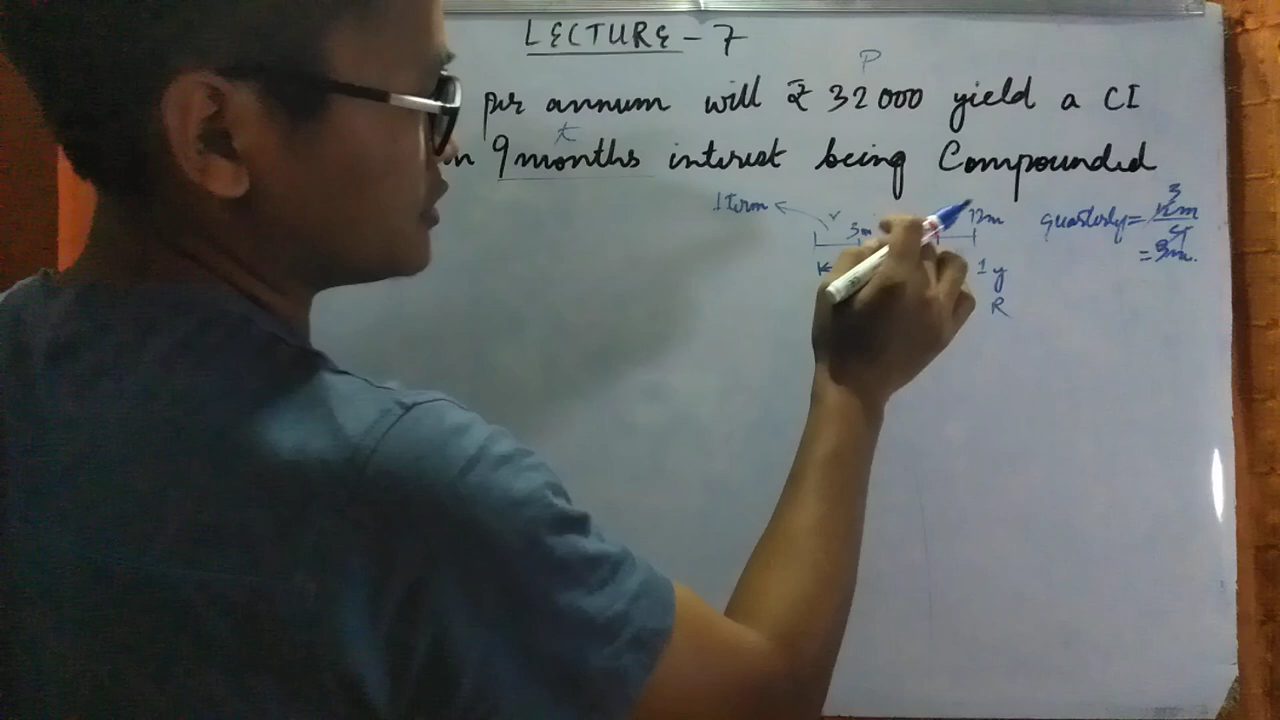 LECTURE - 7
P
per annum will ₹ 32000 yield a CI
t
n 9 months interest being Compounded
1 term 3m 12m quarterly = 12m/4 3
= 3m.
1 y
R